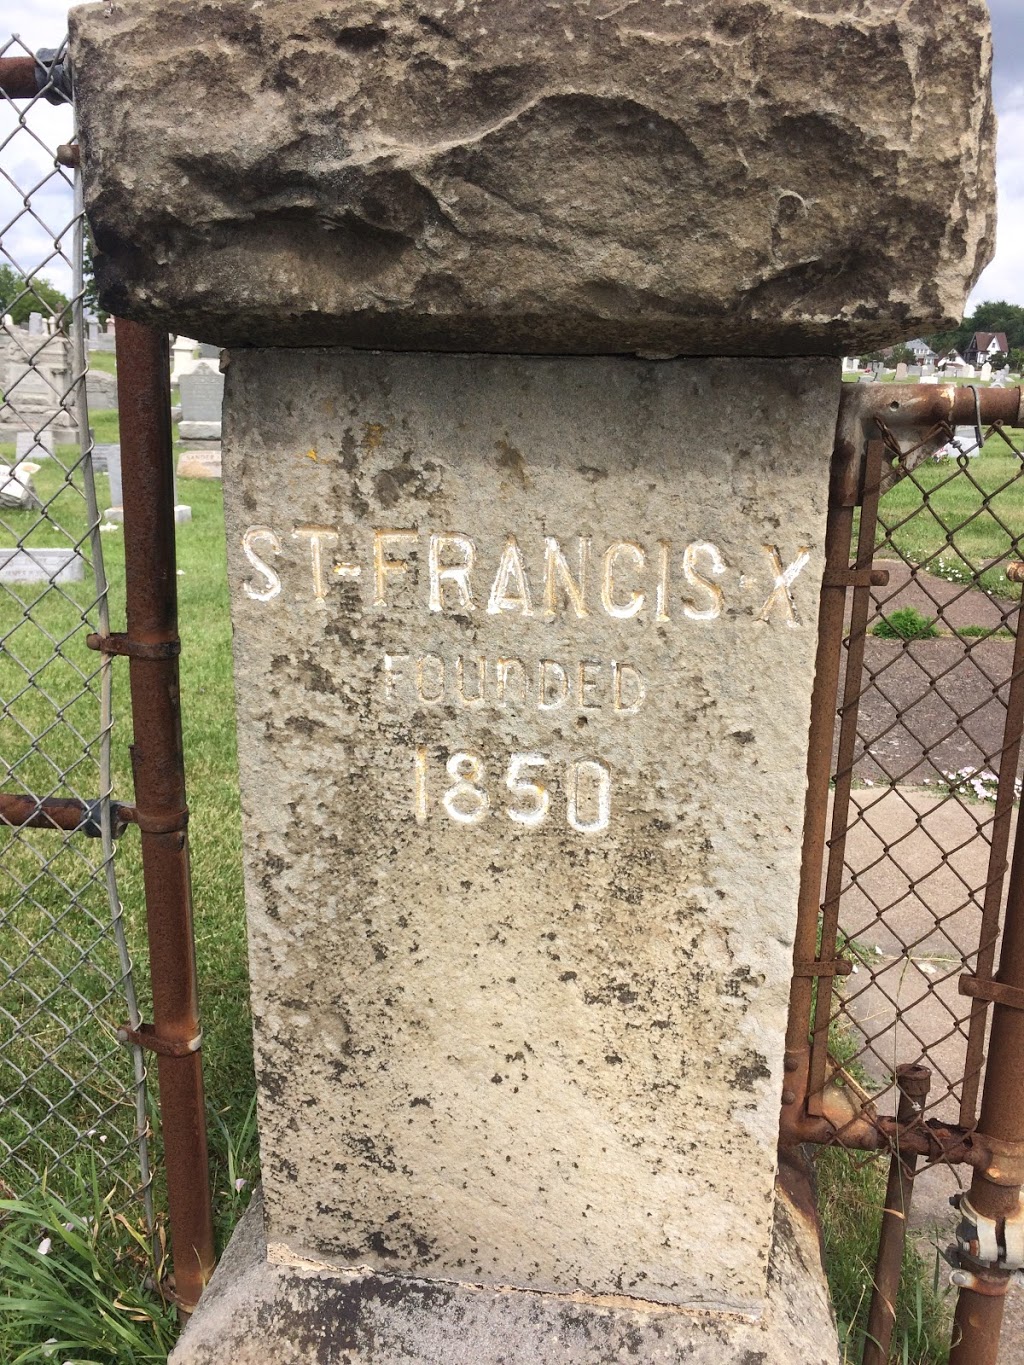 ST-FRANCIS-X
FOUNDED
1850